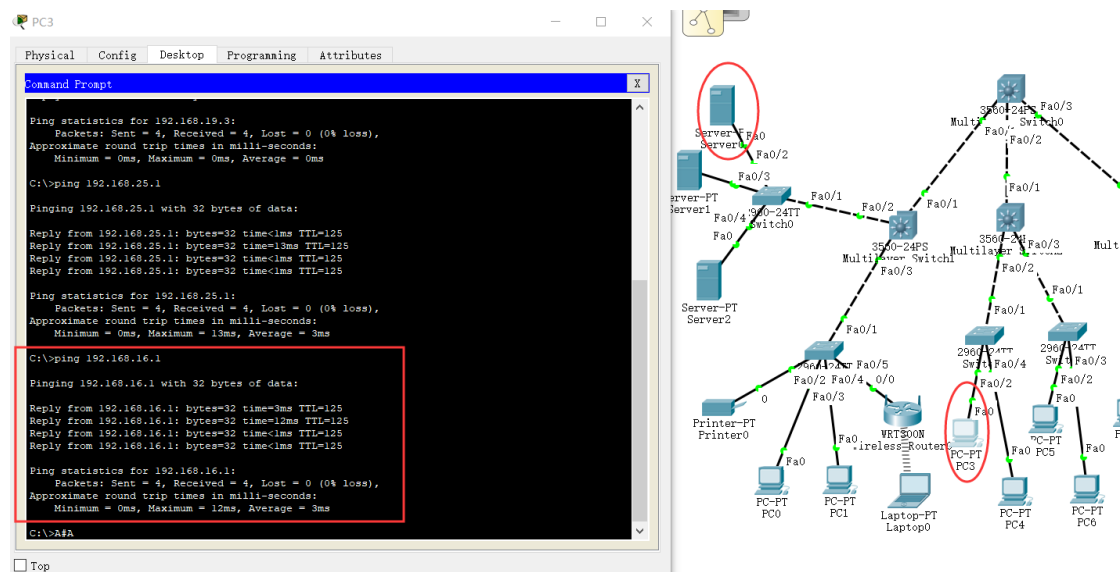 PC3
Physical Config Desktop Programming Attributes
Command Prompt
X
Ping statistics for 192.168.19.3:
Packets: Sent = 4, Received = 4, Lost = 0 (0% loss),
Approximate round trip times in milli-seconds:
Minimum = 0ms, Maximum = 0ms, Average = 0ms
C:\>ping 192.168.25.1
Pinging 192.168.25.1 with 32 bytes of data:
Reply from 192.168.25.1: bytes=32 time<1ms TTL=125
Reply from 192.168.25.1: bytes=32 time=13ms TTL=125
Reply from 192.168.25.1: bytes=32 time<1ms TTL=125
Reply from 192.168.25.1: bytes=32 time<1ms TTL=125
Ping statistics for 192.168.25.1:
Packets: Sent = 4, Received = 4, Lost = 0 (0% loss),
Approximate round trip times in milli-seconds:
Minimum = 0ms, Maximum = 13ms, Average = 3ms
C:\>ping 192.168.16.1
Pinging 192.168.16.1 with 32 bytes of data:
Reply from 192.168.16.1: bytes=32 time=3ms TTL=125
Reply from 192.168.16.1: bytes=32 time=12ms TTL=125
Reply from 192.168.16.1: bytes=32 time<1ms TTL=125
Reply from 192.168.16.1: bytes=32 time<1ms TTL=125
Ping statistics for 192.168.16.1:
Packets: Sent = 4, Received = 4, Lost = 0 (0% loss),
Approximate round trip times in milli-seconds:
Minimum = 0ms, Maximum = 12ms, Average = 3ms
C:\>A#A
Top
Fa0/3
3560-24PS
Switch0
Fa0/2
Fa0
Fa0/2
Fa0/3
Server1
Fa0/1
Fa0/4
Switch0
Fa0
Fa0/2
Fa0/1
3560-24PS
Multilayer Switch1
Fa0/3
Fa0/1
Fa0/3
Fa0/2
Server-PT
Server2
Fa0/1
Fa0/1
Fa0/1
Fa0/5
Fa0/2 Fa0/4 0/0
Fa0/3
0
Printer-PT
Printer0
WRT300N
Fa0
Fa0
PC-PT
PC0
PC-PT
PC1
Laptop-PT
Laptop0
Fa0/4
Fa0
PC-PT
PC3
Fa0
PC-PT
PC4
Fa0/3
Fa0/2
PC5
Fa0
PC-PT
PC6